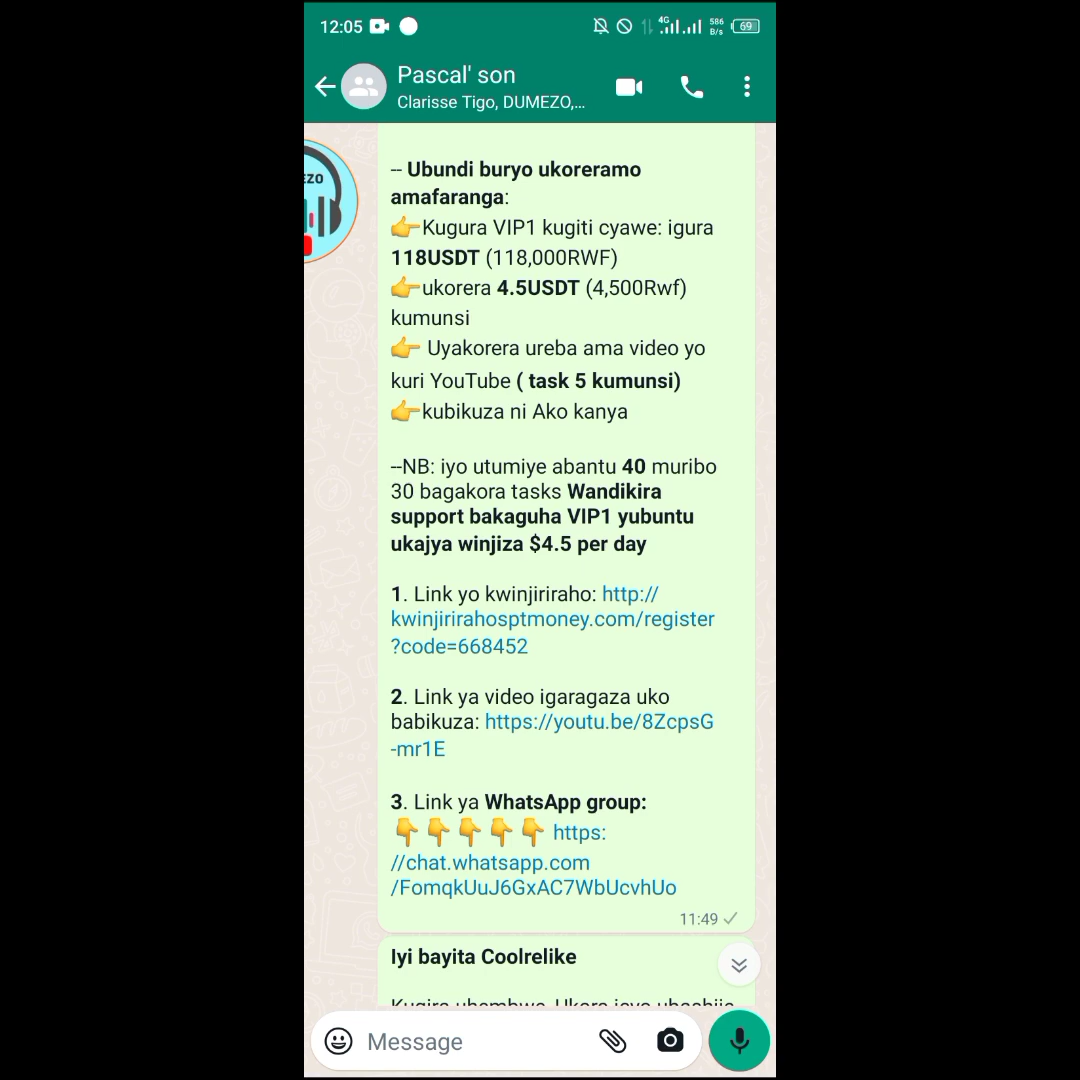 12:05
4G
586
B/s
69
Pascal' son
Clarisse Tigo, DUMEZO,...
EZO
-- Ubundi buryo ukoreramo
amafaranga:
👉Kugura VIP1 kugiti cyawe: igura
118USDT (118,000RWF)
👉ukorera 4.5USDT (4,500Rwf)
kumunsi
👉 Uyakorera ureba ama video yo
kuri YouTube ( task 5 kumunsi)
👉kubikuza ni Ako kanya
--NB: iyo utumiye abantu 40 muribo
30 bagakora tasks Wandikira
support bakaguha VIP1 yubuntu
ukajya winjiza $4.5 per day
1. Link yo kwinjiriraho: http://
kwinjirirahosptmoney.com/register
?code=668452
2. Link ya video igaragaza uko
babikuza: https://youtu.be/8ZcpsG
-mr1E
3. Link ya WhatsApp group:
👇👇👇👇👇 https:
//chat.whatsapp.com
/FomqkUuJ6GxAC7WbUcvhUo
11:49
Iyi bayita Coolrelike
Message